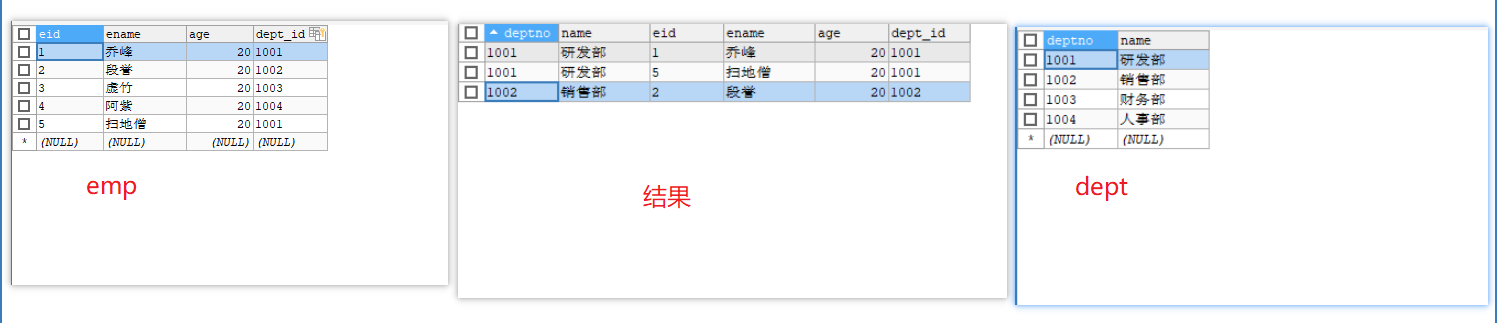 eid ename age dept_id
1 乔峰 20 1001
2 段誉 20 1002
3 虚竹 20 1003
4 阿紫 20 1004
5 扫地僧 20 1001
* (NULL) (NULL) (NULL) (NULL)
emp
deptno name eid ename age dept_id
1001 研发部 1 乔峰 20 1001
1001 研发部 5 扫地僧 20 1001
1002 销售部 2 段誉 20 1002
结果
deptno name
1001 研发部
1002 销售部
1003 财务部
1004 人事部
* (NULL) (NULL)
dept